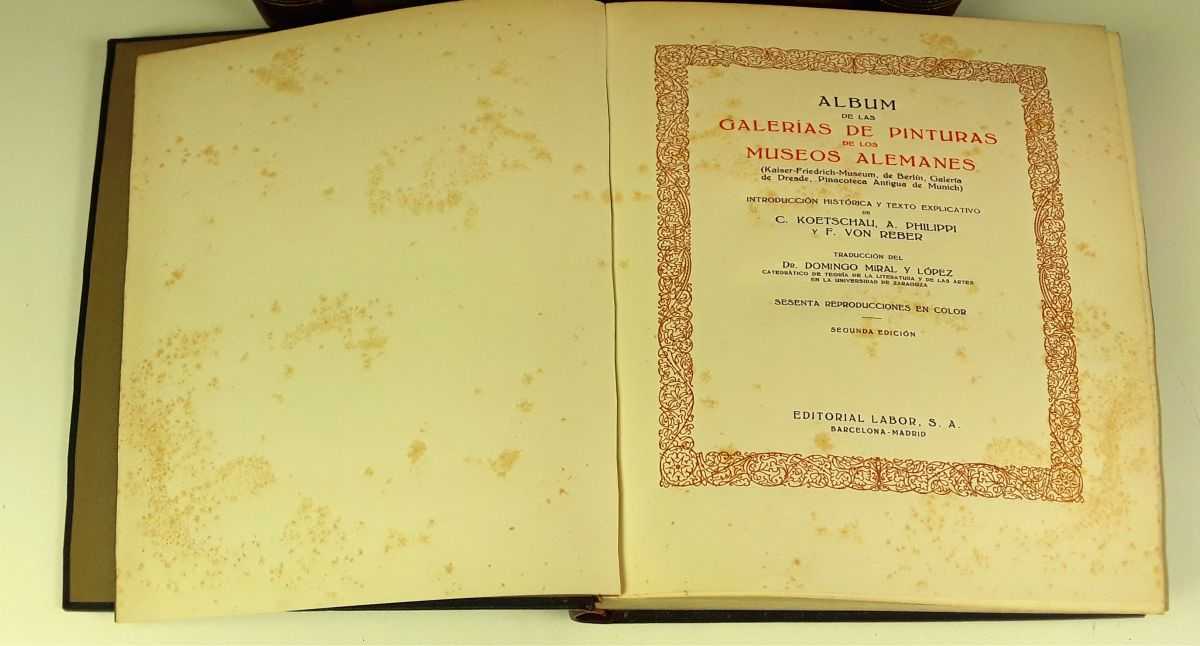 ALBUM
DE LAS
GALERÍAS DE PINTURAS
DE LOS
MUSEOS ALEMANES
(Kaiser-Friedrich-Museum, de Berlín, Galería
de Dresde, Pinacoteca Antigua de Munich)
INTRODUCCIÓN HISTÓRICA Y TEXTO EXPLICATIVO
DE
C. KOETSCHAU, A. PHILIPPI
Y F. VON REBER
TRADUCCIÓN DEL
DR. DOMINGO MIRAL Y LÓPEZ
CATEDRÁTICO DE TEORÍA DE LA LITERATURA Y DE LAS ARTES
EN LA UNIVERSIDAD DE ZARAGOZA
SESENTA REPRODUCCIONES EN COLOR
SEGUNDA EDICIÓN
EDITORIAL LABOR, S. A.
BARCELONA-MADRID